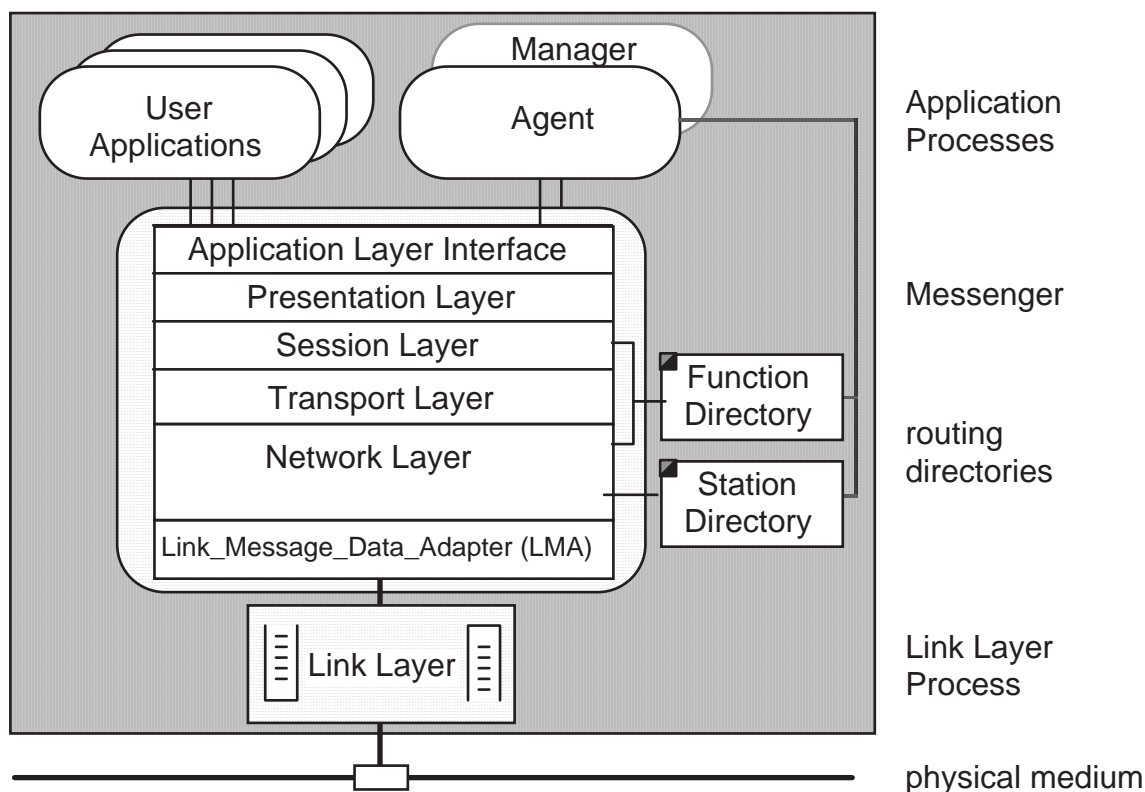 Manager
User
Applications
Agent
Application
Processes
Application Layer Interface
Presentation Layer
Messenger
Session Layer
Transport Layer
Function
Directory
Network Layer
routing
directories
Station
Directory
Link_Message_Data_Adapter (LMA)
Link Layer
Link Layer
Process
physical medium